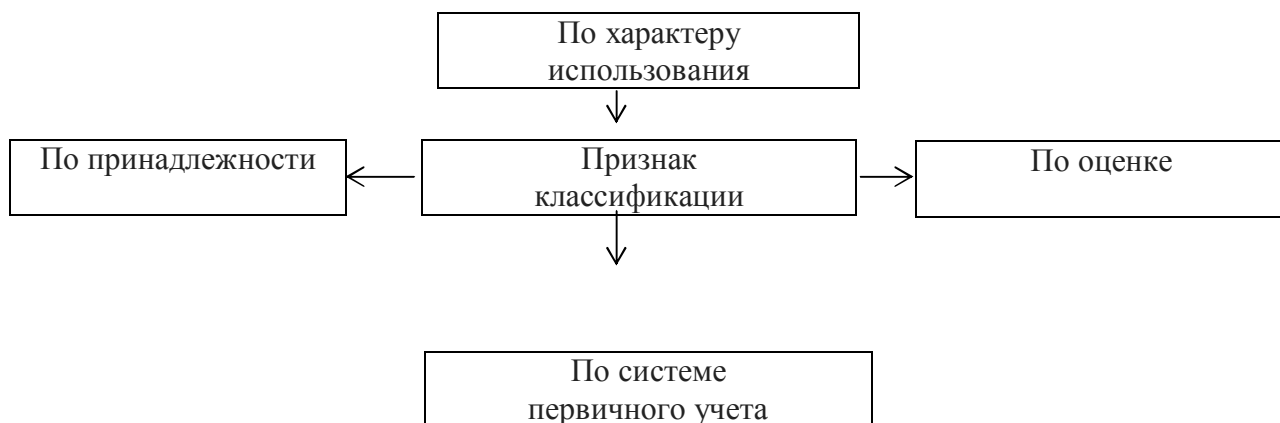 По характеру
использования
По принадлежности
Признак
классификации
По оценке
По системе
первичного учета